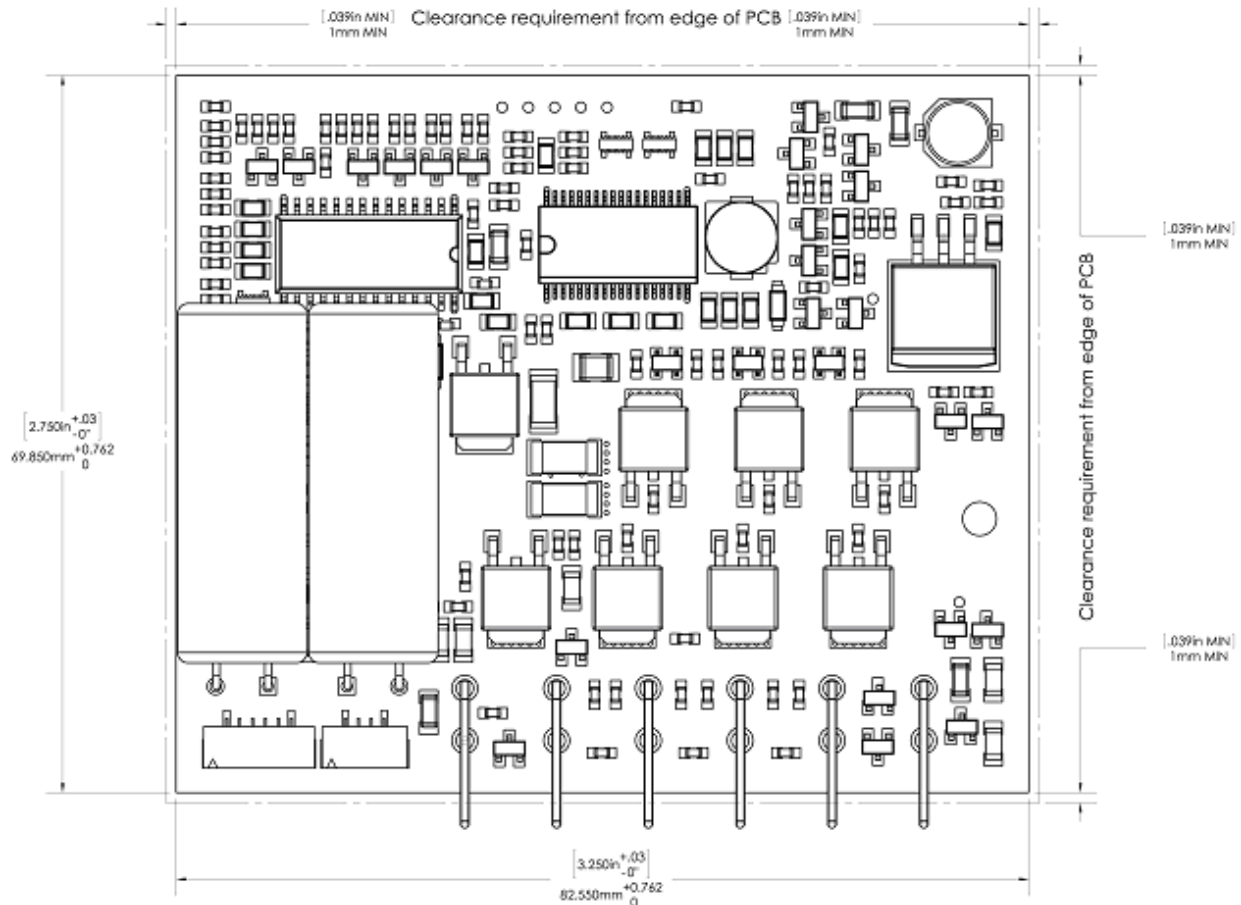 [.039in MIN] Clearance requirement from edge of PCB [.039in MIN]
1mm MIN 1mm MIN
[.039in MIN]
1mm MIN
Clearance requirement from edge of PCB
[2.750in +.03
-0"]
69.850mm +0.762
0
[.039in MIN]
1mm MIN
[3.250in +.03
-0"]
82.550mm +0.762
0